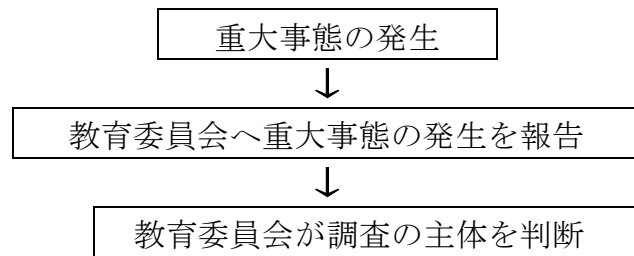 重大事態の発生
↓
教育委員会へ重大事態の発生を報告
↓
教育委員会が調査の主体を判断